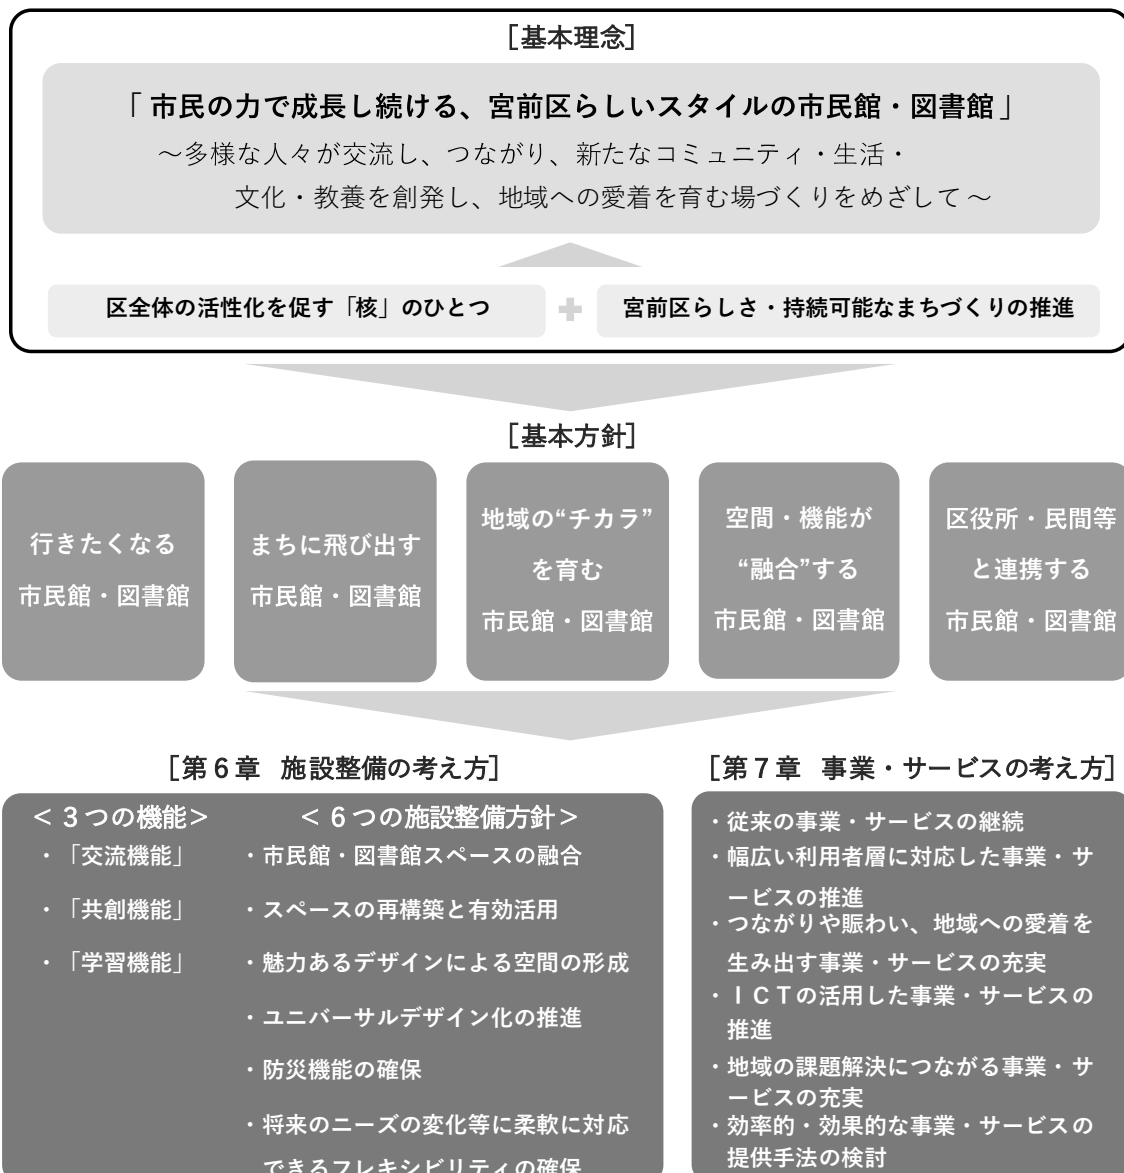 ［基本理念］
「 市民の力で成長し続ける、宮前区らしいスタイルの市民館・図書館 」
～多様な人々が交流し、つながり、新たなコミュニティ・生活・
文化・教養を創発し、地域への愛着を育む場づくりをめざして ～
区全体の活性化を促す「核」のひとつ
宮前区らしさ・持続可能なまちづくりの推進
［基本方針］
行きたくなる
市民館・図書館
まちに飛び出す
市民館・図書館
地域の“チカラ”
を育む
市民館・図書館
空間・機能が
“融合”する
市民館・図書館
区役所・民間等
と連携する
市民館・図書館
［第６章 施設整備の考え方］
＜３つの機能＞
・「交流機能」
・「共創機能」
・「学習機能」
＜６つの施設整備方針＞
・市民館・図書館スペースの融合
・スペースの再構築と有効活用
・魅力あるデザインによる空間の形成
・ユニバーサルデザイン化の推進
・防災機能の確保
・将来のニーズの変化等に柔軟に対応
できるフレキシビリティの確保
［第７章 事業・サービスの考え方］
・従来の事業・サービスの継続
・幅広い利用者層に対応した事業・サ
ービスの推進
・つながりや賑わい、地域への愛着を
生み出す事業・サービスの充実
・ＩＣＴの活用した事業・サービスの
推進
・地域の課題解決につながる事業・サ
ービスの充実
・効率的・効果的な事業・サービスの
提供手法の検討